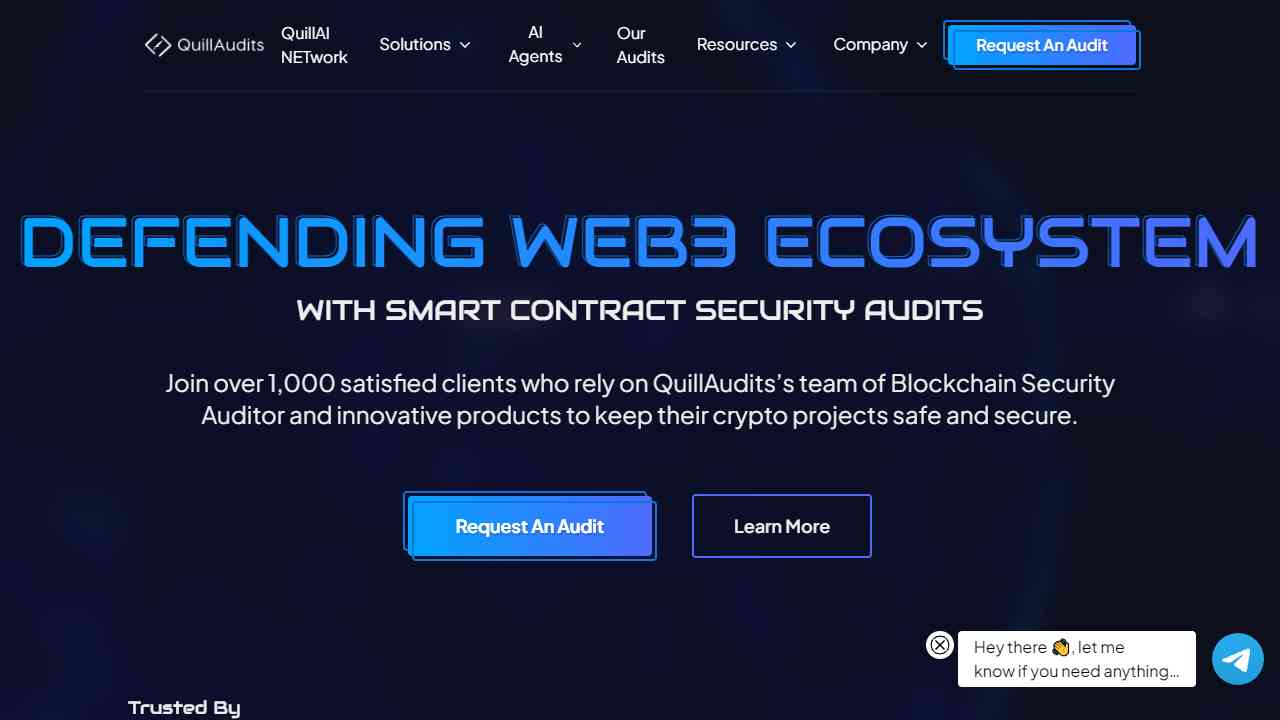 QuillAudits
QuillAI
NETwork
Solutions
AI
Agents
Our
Audits
Resources
Company
Request An Audit
DEFENDING WEB3 ECOSYSTEM
WITH SMART CONTRACT SECURITY AUDITS
Join over 1,000 satisfied clients who rely on QuillAudits’s team of Blockchain Security
Auditor and innovative products to keep their crypto projects safe and secure.
Request An Audit
Learn More
Hey there 👋, let me
know if you need anything...
Trusted By